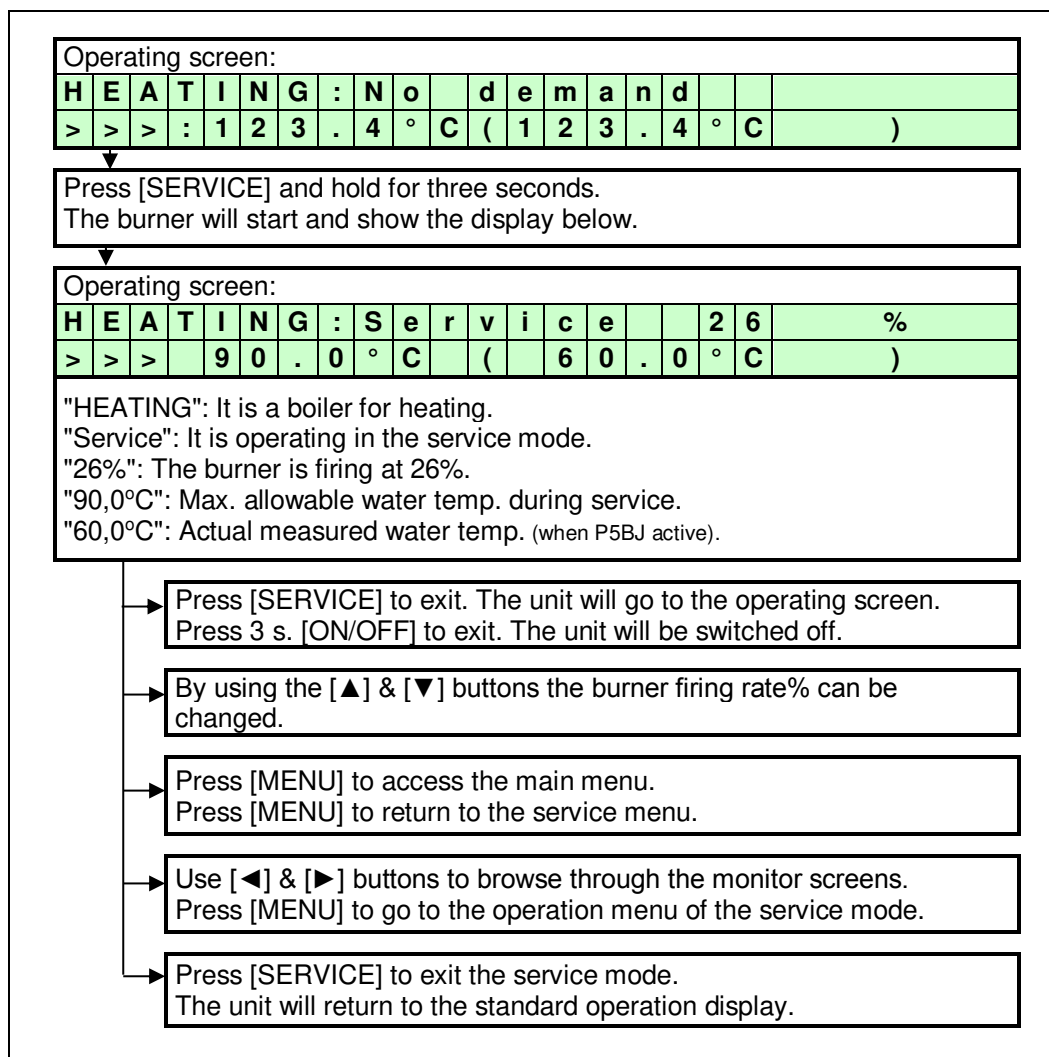 Operating screen:
HEATING:No demand
>>>:123.4°C(123.4°C)
Press [SERVICE] and hold for three seconds.
The burner will start and show the display below.
Operating screen:
HEATING:Service  26%
>>> 90.0°C ( 60.0°C)
"HEATING": It is a boiler for heating.
"Service": It is operating in the service mode.
"26%": The burner is firing at 26%.
"90,0ºC": Max. allowable water temp. during service.
"60,0ºC": Actual measured water temp. (when P5BJ active).
Press [SERVICE] to exit. The unit will go to the operating screen.
Press 3 s. [ON/OFF] to exit. The unit will be switched off.
By using the [▲] & [▼] buttons the burner firing rate% can be
changed.
Press [MENU] to access the main menu.
Press [MENU] to return to the service menu.
Use [◄] & [►] buttons to browse through the monitor screens.
Press [MENU] to go to the operation menu of the service mode.
Press [SERVICE] to exit the service mode.
The unit will return to the standard operation display.